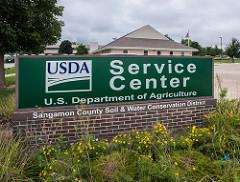 USDA
Service
Center
U.S. Department of Agriculture
Sangamon County Soil & Water Conservation District